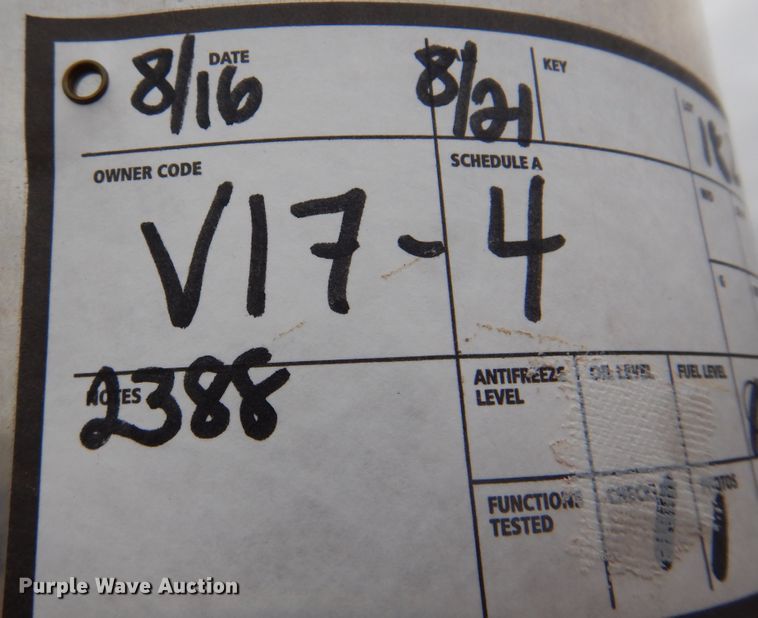 DATE KEY
8/16 8/21
OWNER CODE SCHEDULE A
V17-4
NOTES
2388
ANTIFREEZE LEVEL OIL LEVEL FUEL LEVEL
FUNCTIONS TESTED CHECK
Purple Wave Auction